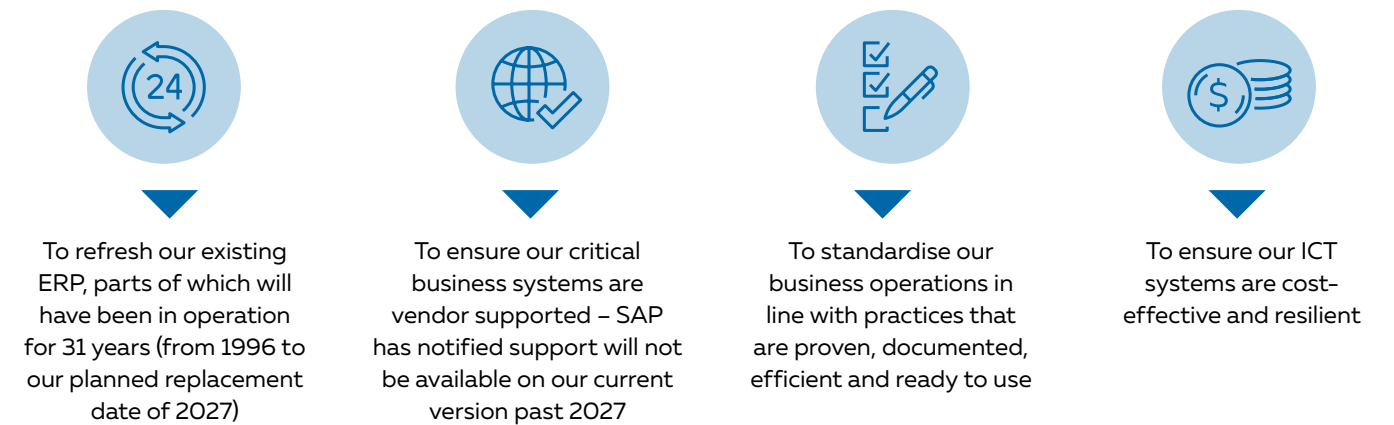 24
To refresh our existing
ERP, parts of which will
have been in operation
for 31 years (from 1996 to
our planned replacement
date of 2027)
To ensure our critical
business systems are
vendor supported – SAP
has notified support will not
be available on our current
version past 2027
To standardise our
business operations in
line with practices that
are proven, documented,
efficient and ready to use
$
To ensure our ICT
systems are cost-
effective and resilient